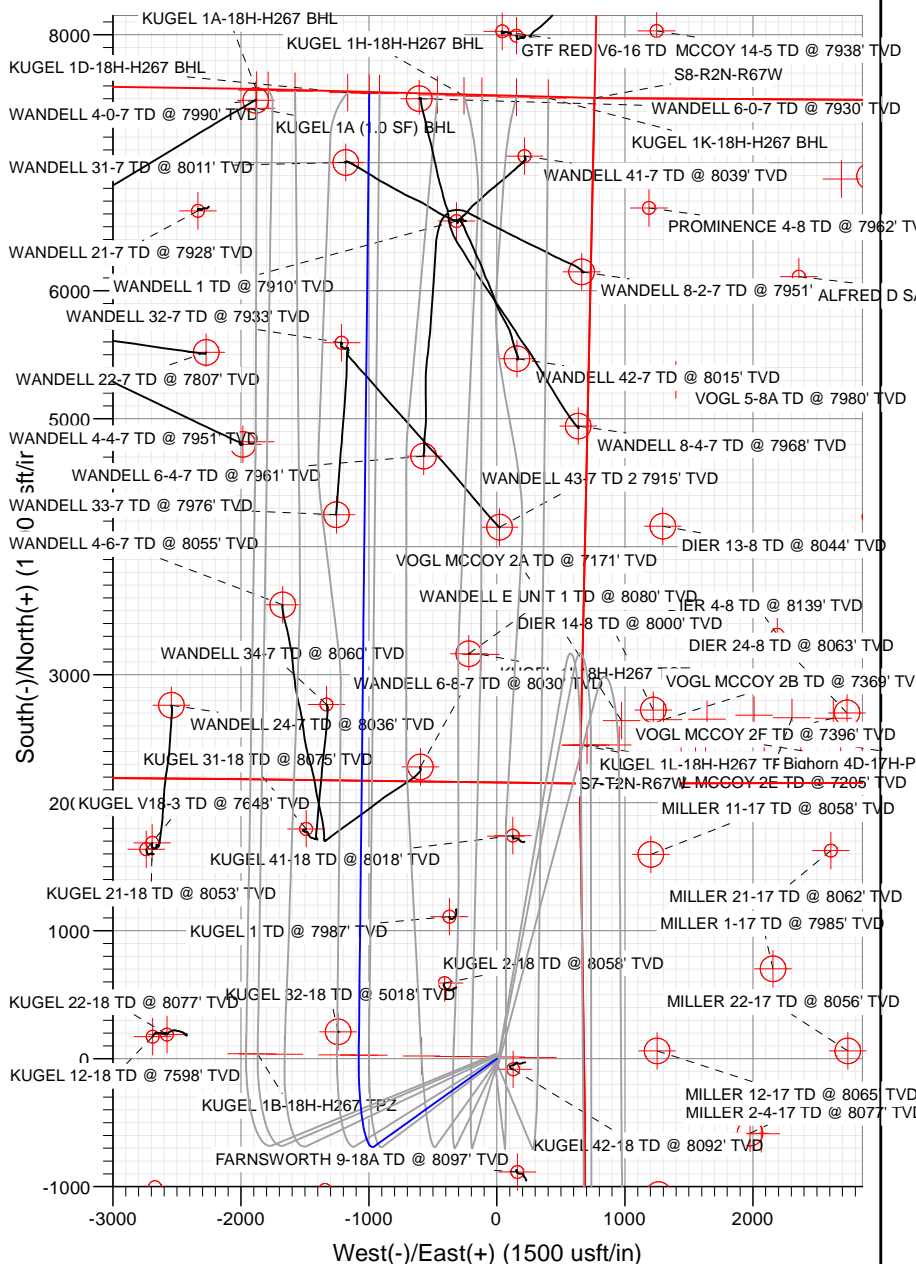 KUGEL 1A-18H-H267 BHL
8000
KUGEL 1H-18H-H267 BHL
GTF RED V6-16 TD
MCCOY 14-5 TD @ 7938' TVD
KUGEL 1D-18H-H267 BHL
S8-R2N-R67W
WANDELL 4-0-7 TD @ 7990' TVD
WANDELL 6-0-7 TD @ 7930' TVD
KUGEL 1A (1.0 SF) BHL
KUGEL 1K-18H-H267 BHL
WANDELL 31-7 TD @ 8011' TVD
WANDELL 41-7 TD @ 8039' TVD
PROMINENCE 4-8 TD @ 7962' TV
WANDELL 21-7 TD @ 7928' TVD
WANDELL 1 TD @ 7910' TVD
6000
WANDELL 8-2-7 TD @ 7951'
ALFRED D
WANDELL 32-7 TD @ 7933' TVD
WANDELL 22-7 TD @ 7807' TVD
WANDELL 42-7 TD @ 8015' TVD
VOGL 5-8A TD @ 7980' TVD
5000
WANDELL 4-4-7 TD @ 7951' TVD
WANDELL 8-4-7 TD @ 7968' TVD
WANDELL 6-4-7 TD @ 7961' TVD
WANDELL 43-7 TD 2 7915' TVD
WANDELL 33-7 TD @ 7976' TVD
WANDELL 4-6-7 TD @ 8055' TVD
DIER 13-8 TD @ 8044' TVD
VOGL MCCOY 2A TD @ 7171' TVD
WANDELL E UNIT 1 TD @ 8080' TVD
IER 4-8 TD @ 8139' TVD
DIER 14-8 TD @ 8000' TVD
DIER 24-8 TD @ 8063' TVD
WANDELL 34-7 TD @ 8060' TVD
3000
WANDELL 6-8-7 TD @ 8030' TVD
VOGL MCCOY 2B TD @ 7369' TV
WANDELL 24-7 TD @ 8036' TVD
VOGL MCCOY 2F TD @ 7396' TVD
KUGEL 31-18 TD @ 8075' TVD
KUGEL 1L-18H-H267
Bighorn 4D-17H-P
S7-T2N-R67W
MCCOY 2E TD @ 7205' TVD
KUGEL V18-3 TD @ 7648' TVD
MILLER 11-17 TD @ 8058' TVD
KUGEL 41-18 TD @ 8018' TVD
KUGEL 21-18 TD @ 8053' TVD
MILLER 21-17 TD @ 8062' TVD
1000
KUGEL 1 TD @ 7987' TVD
MILLER 1-17 TD @ 7985' TVD
KUGEL 2-18 TD @ 8058' TVD
KUGEL 22-18 TD @ 8077' TVD
KUGEL 32-18 TD @ 5018' TVD
MILLER 22-17 TD @ 8056' TVD
0
KUGEL 12-18 TD @ 7598' TVD
MILLER 12-17 TD @ 8065' TVD
KUGEL 1B-18H-H267 TPZ
MILLER 2-4-17 TD @ 8077' TVD
KUGEL 42-18 TD @ 8092' TVD
FARNSWORTH 9-18A TD @ 8097' TVD
-1000
-3000 -2000 -1000 0 1000 2000
West(-)/East(+) (1500 usft/in)
South(-)/North(+)